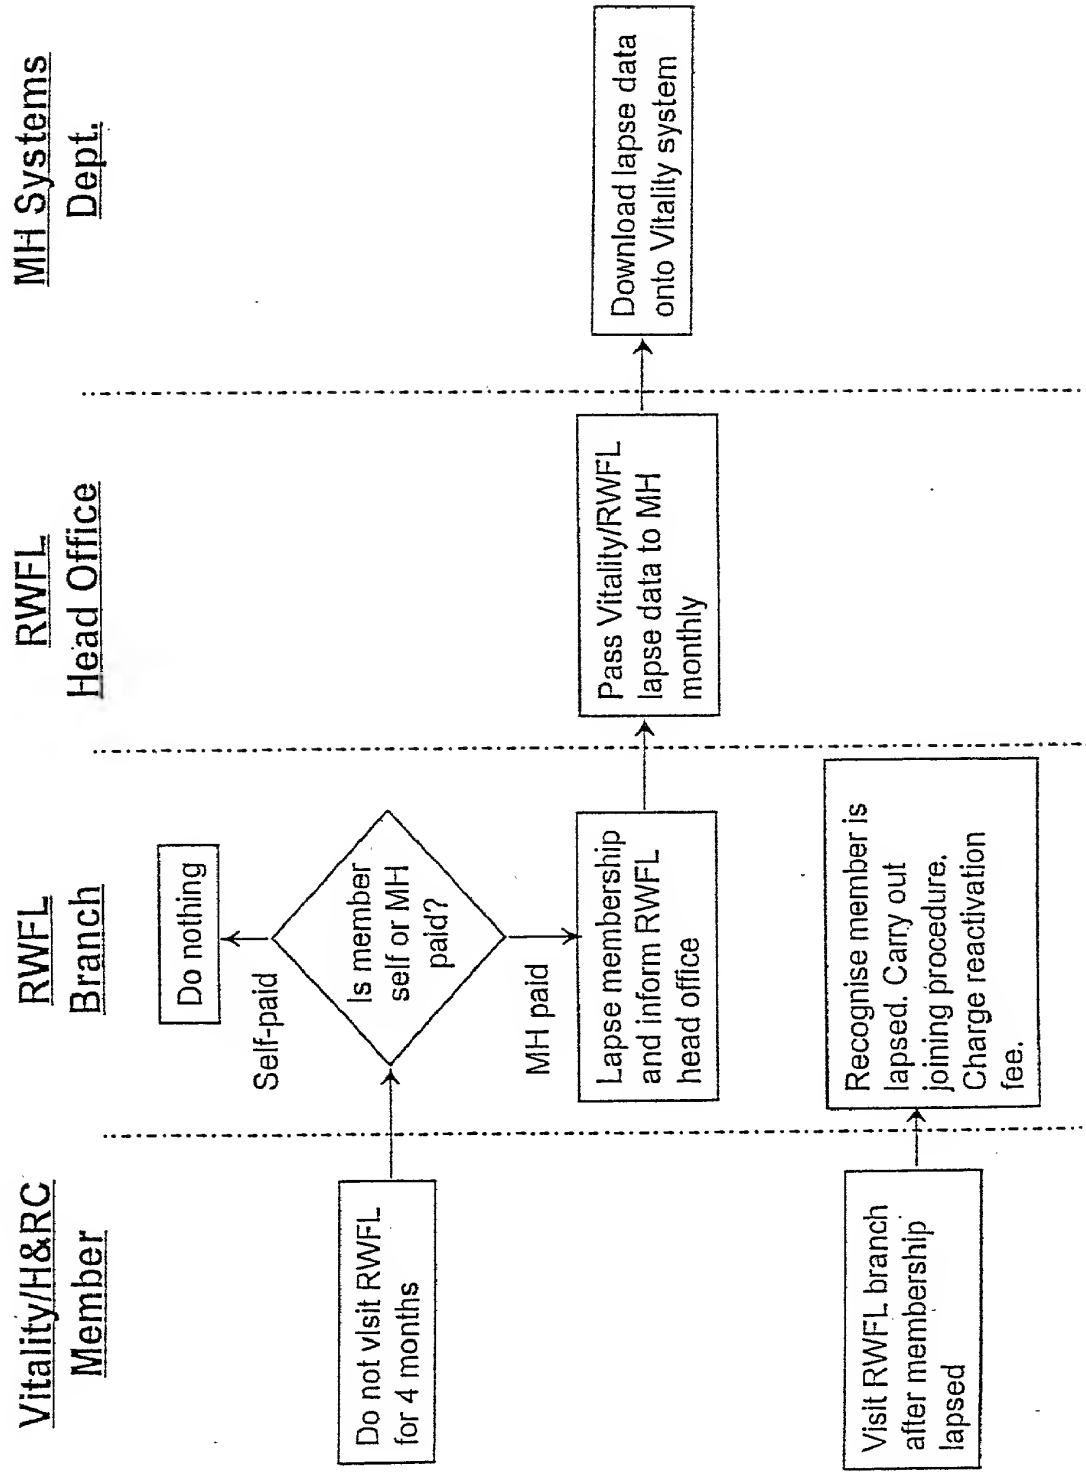 Vitality/H&RC
Member
RWFL
Branch
RWFL
Head Office
MH Systems
Dept.
Do not visit RWFL
for 4 months
Self-paid
Do nothing
Is member
self or MH
paid?
MH paid
Lapse membership
and inform RWFL
head office
Pass Vitality/RWFL
lapse data to MH
monthly
Download lapse data
onto Vitality system
Visit RWFL branch
after membership
lapsed
Recognise member is
lapsed. Carry out
joining procedure.
Charge reactivation
fee.